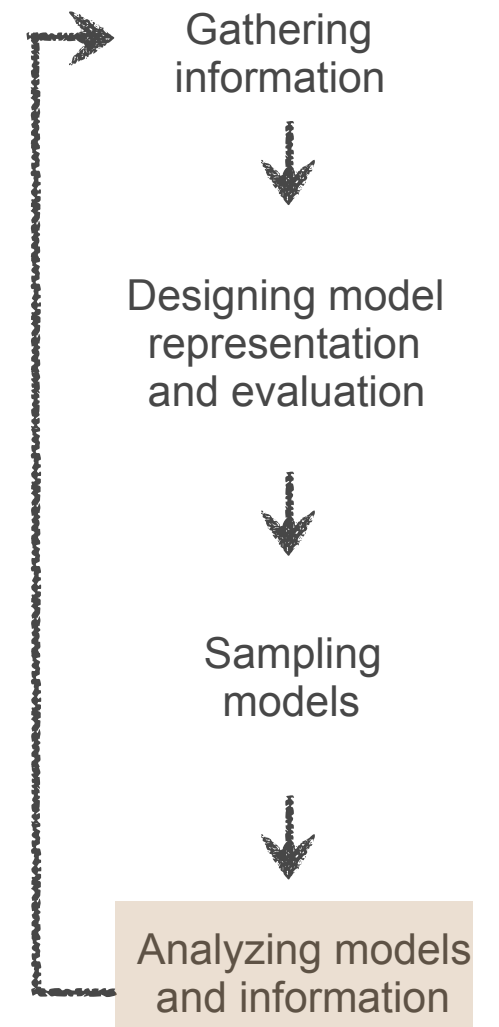 Gathering
information
Designing model
representation
and evaluation
Sampling
models
Analyzing models
and information